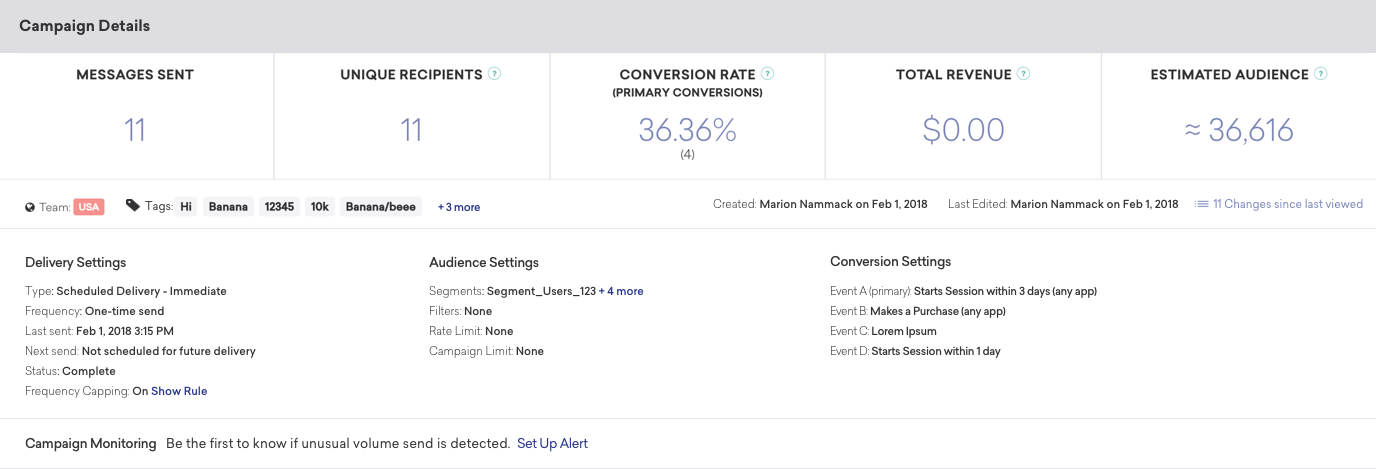 Campaign Details
MESSAGES SENT
11
UNIQUE RECIPIENTS ?
11
CONVERSION RATE ?
(PRIMARY CONVERSIONS)
36.36%
(4)
TOTAL REVENUE ?
$0.00
ESTIMATED AUDIENCE ?
≈ 36,616
Team: USA
Tags: Hi Banana 12345 10k Banana/beee + 3 more
Created: Marion Nammack on Feb 1, 2018
Last Edited: Marion Nammack on Feb 1, 2018
11 Changes since last viewed
Delivery Settings
Type: Scheduled Delivery - Immediate
Frequency: One-time send
Last sent: Feb 1, 2018 3:15 PM
Next send: Not scheduled for future delivery
Status: Complete
Frequency Capping: On Show Rule
Audience Settings
Segments: Segment_Users_123 + 4 more
Filters: None
Rate Limit: None
Campaign Limit: None
Conversion Settings
Event A (primary): Starts Session within 3 days (any app)
Event B: Makes a Purchase (any app)
Event C: Lorem Ipsum
Event D: Starts Session within 1 day
Campaign Monitoring Be the first to know if unusual volume send is detected. Set Up Alert